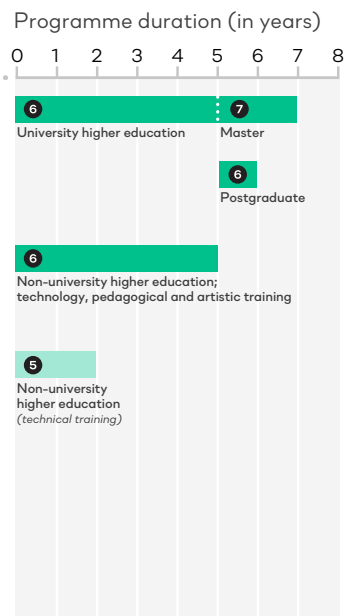 Programme duration (in years)
0 1 2 3 4 5 6 7 8
6 7
University higher education Master
6
Postgraduate
6
Non-university higher education;
technology, pedagogical and artistic training
5
Non-university
higher education
(technical training)